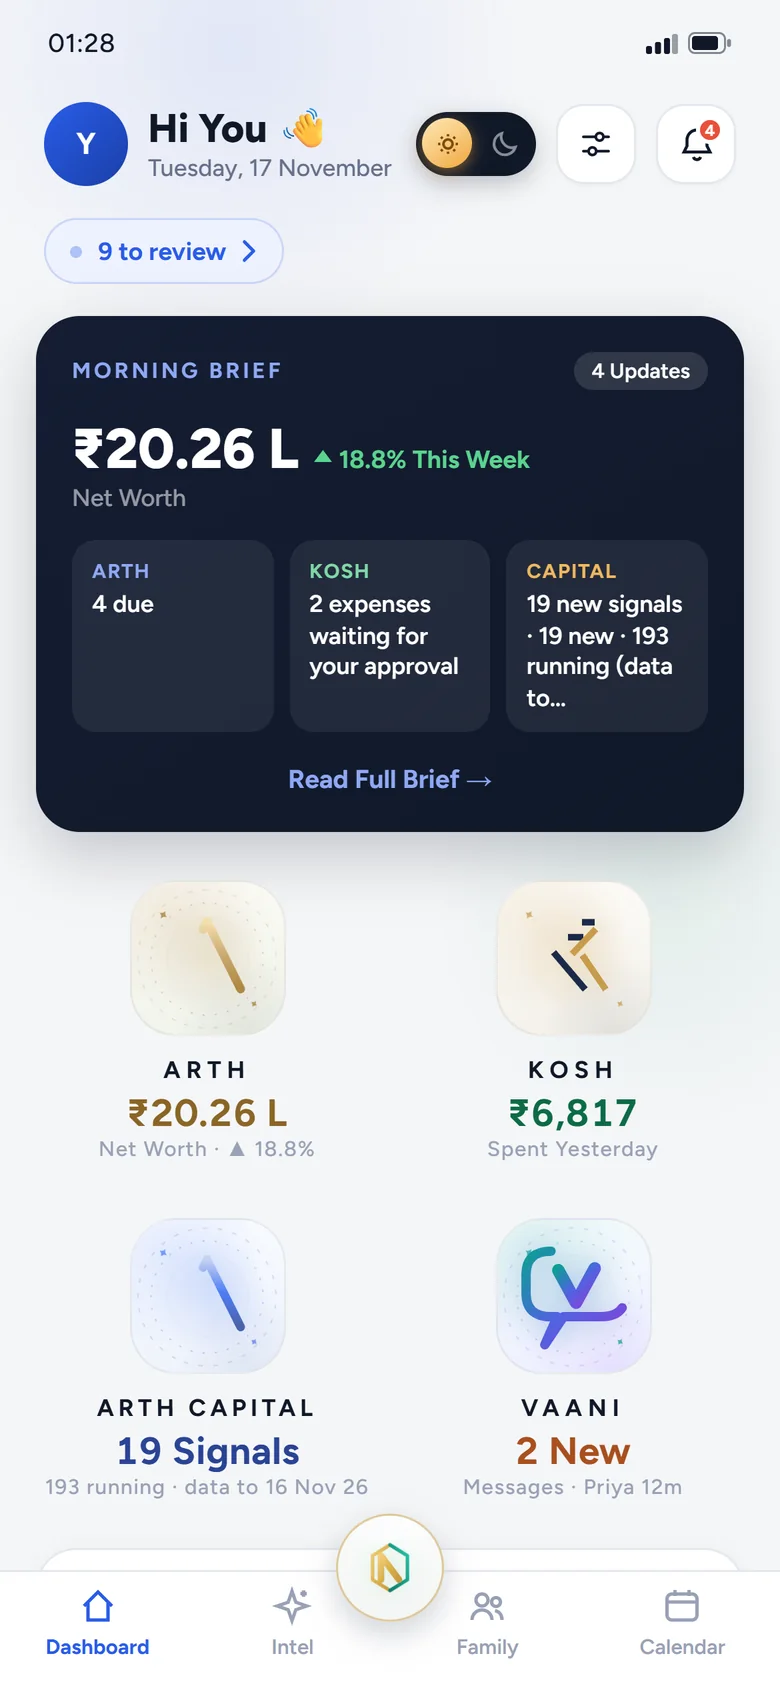 01:28
Y
Hi You 👋
Tuesday, 17 November
4
9 to review
MORNING BRIEF
4 Updates
₹20.26 L ▲ 18.8% This Week
Net Worth
ARTH
4 due
KOSH
2 expenses
waiting for
your approval
CAPITAL
19 new signals
· 19 new · 193
running (data
to...
Read Full Brief →
ARTH
₹20.26 L
Net Worth · ▲ 18.8%
KOSH
₹6,817
Spent Yesterday
ARTH CAPITAL
19 Signals
193 running · data to 16 Nov 26
VAANI
2 New
Messages · Priya 12m
Dashboard
Intel
Family
Calendar